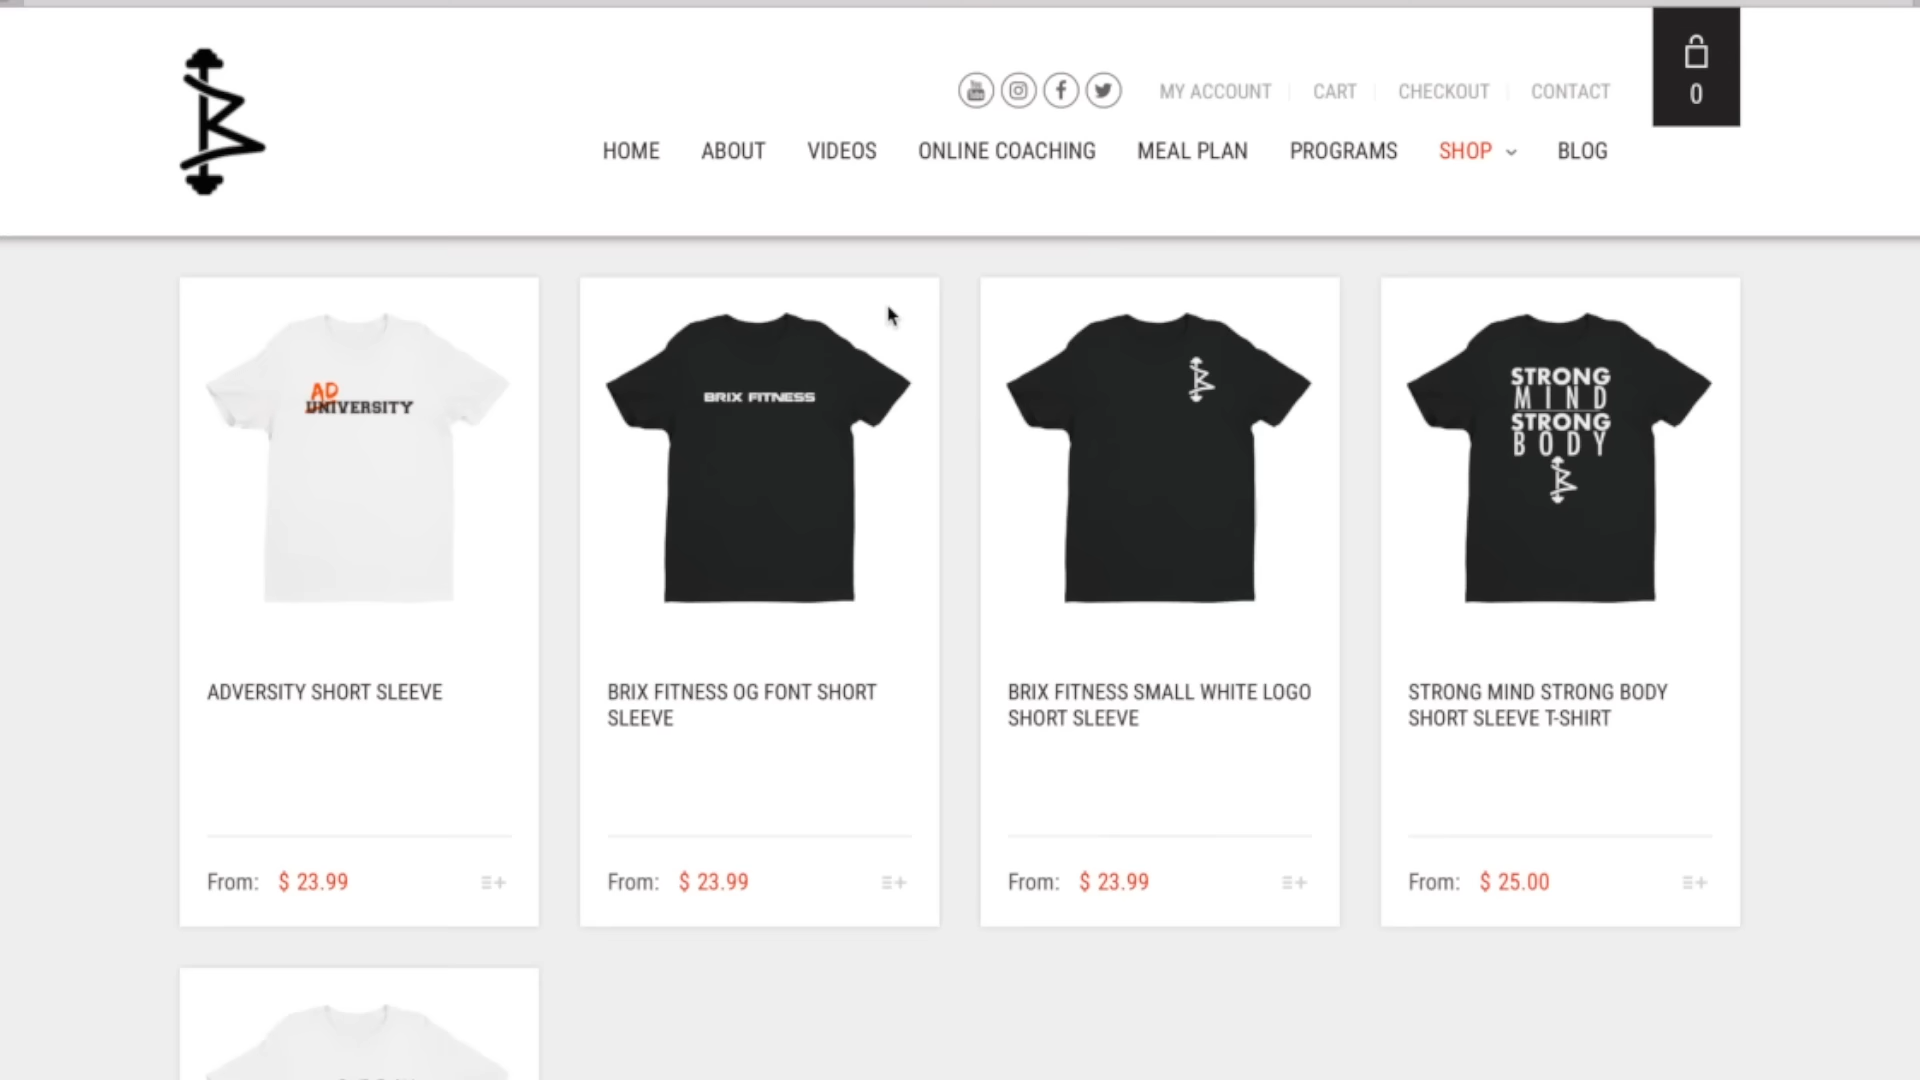 MY ACCOUNT CART CHECKOUT CONTACT
0
HOME ABOUT VIDEOS ONLINE COACHING MEAL PLAN PROGRAMS SHOP BLOG
AD
UNIVERSITY
BRIX FITNESS
STRONG
MIND
STRONG
BODY
ADVERSITY SHORT SLEEVE
BRIX FITNESS OG FONT SHORT
SLEEVE
BRIX FITNESS SMALL WHITE LOGO
SHORT SLEEVE
STRONG MIND STRONG BODY
SHORT SLEEVE T-SHIRT
From: $ 23.99
From: $ 23.99
From: $ 23.99
From: $ 25.00